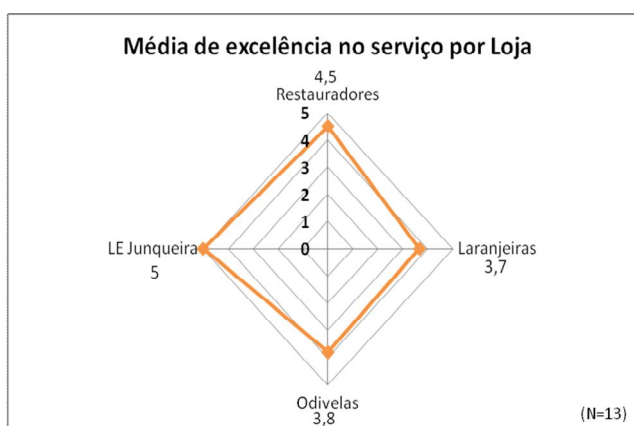 Média de excelência no serviço por Loja
4,5
Restauradores
5
4
3
2
1
0
LE Junqueira
5
Laranjeiras
3,7
Odivelas
3,8
(N=13)